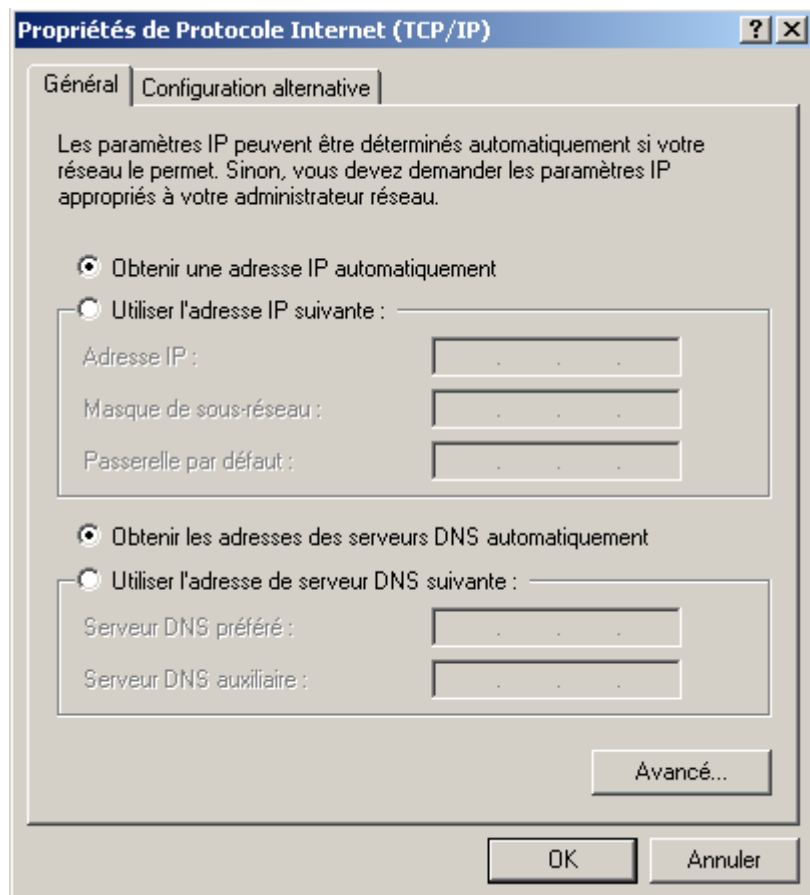 Propriétés de Protocole Internet (TCP/IP)
Général
Configuration alternative
Les paramètres IP peuvent être déterminés automatiquement si votre
réseau le permet. Sinon, vous devez demander les paramètres IP
appropriés à votre administrateur réseau.
Obtenir une adresse IP automatiquement
Utiliser l'adresse IP suivante :
Adresse IP :
Masque de sous-réseau :
Passerelle par défaut :
Obtenir les adresses des serveurs DNS automatiquement
Utiliser l'adresse de serveur DNS suivante :
Serveur DNS préféré :
Serveur DNS auxiliaire :
Avancé...
OK
Annuler